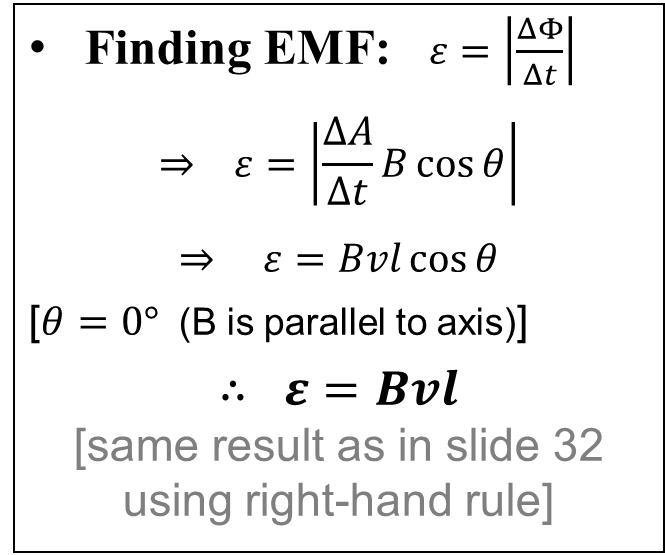 • Finding EMF: ε = |ΔΦ/Δt|
⇒ ε = |ΔA/Δt B cos θ|
⇒ ε = Bvl cos θ
[θ = 0° (B is parallel to axis)]
∴ ε = Bvl
[same result as in slide 32
using right-hand rule]